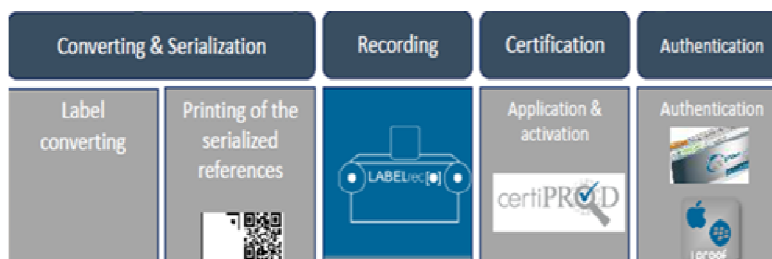 Converting & Serialization
Recording
Certification
Authentication
Label
converting
Printing of the
serialized
references
LABELrec[●]
Application &
activation
certiPROD
Authentication